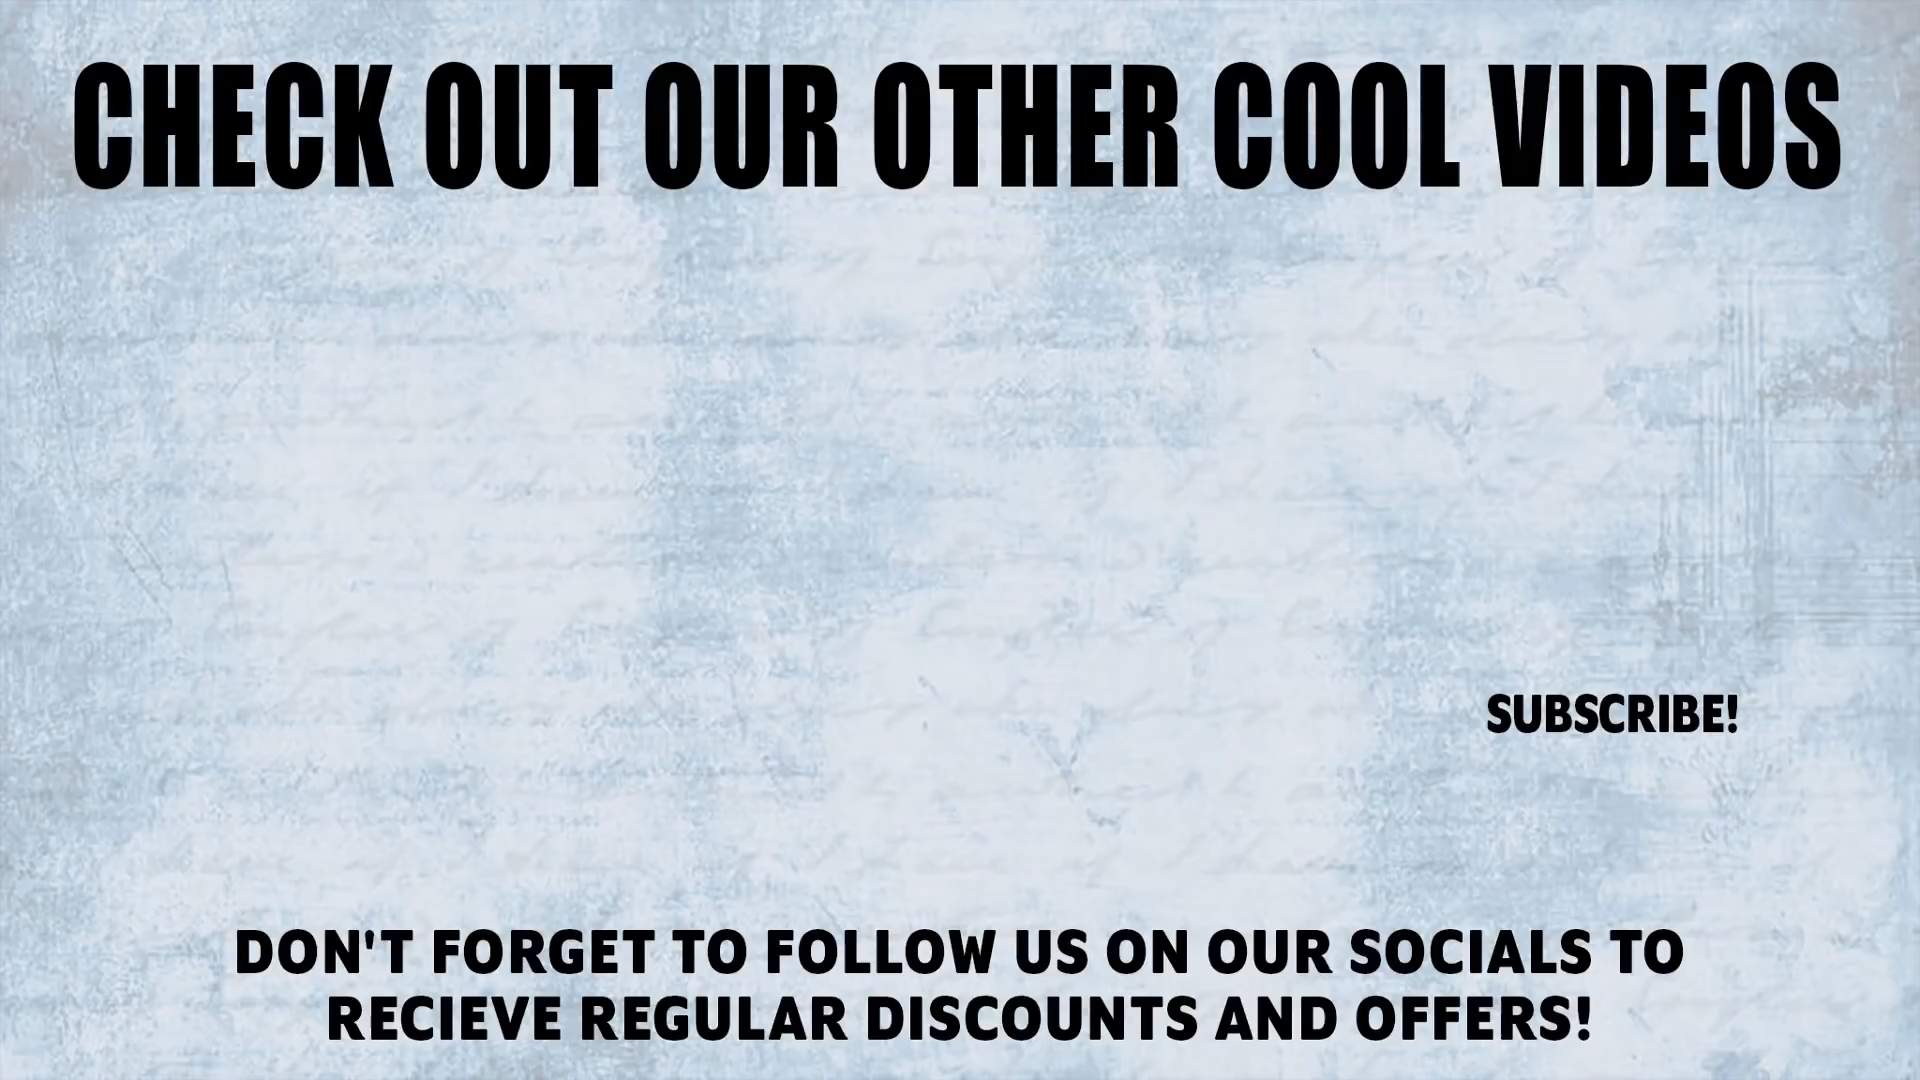 CHECK OUT OUR OTHER COOL VIDEOS
SUBSCRIBE!
DON'T FORGET TO FOLLOW US ON OUR SOCIALS TO
RECIEVE REGULAR DISCOUNTS AND OFFERS!